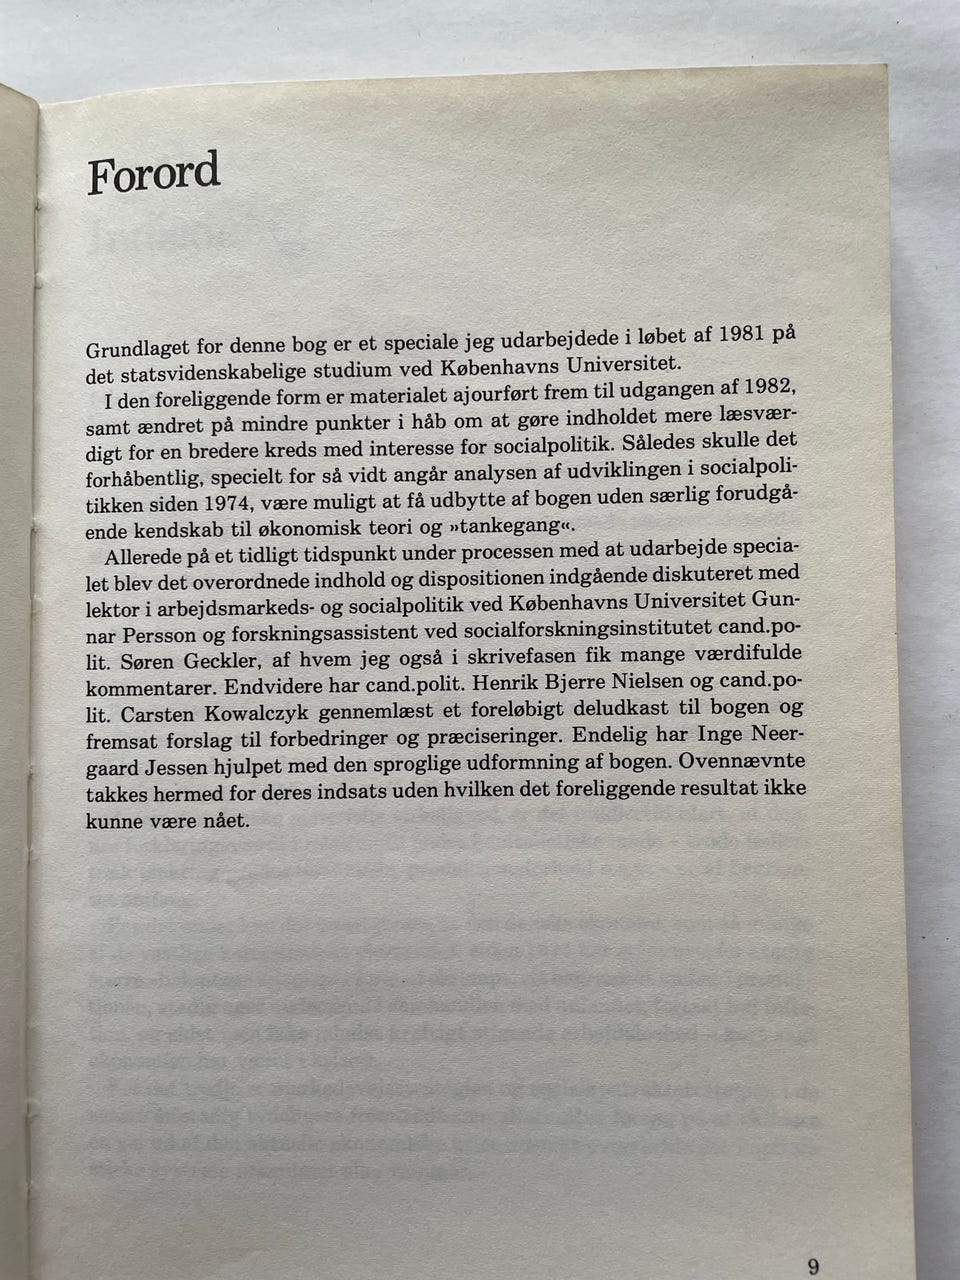 Forord
Grundlaget for denne bog er et speciale jeg udarbejdede i løbet af 1981 på
det statsvidenskabelige studium ved Københavns Universitet.
I den foreliggende form er materialet ajourført frem til udgangen af 1982,
samt ændret på mindre punkter i håb om at gøre indholdet mere læsvær-
digt for en bredere kreds med interesse for socialpolitik. Således skulle det
forhåbentlig, specielt for så vidt angår analysen af udviklingen i socialpoli-
tikken siden 1974, være muligt at få udbytte af bogen uden særlig forudgå-
ende kendskab til økonomisk teori og »tankegang«.
Allerede på et tidligt tidspunkt under processen med at udarbejde specia-
let blev det overordnede indhold og dispositionen indgående diskuteret med
lektor i arbejdsmarkeds- og socialpolitik ved Københavns Universitet Gun-
nar Persson og forskningsassistent ved socialforskningsinstitutet cand.po-
lit. Søren Geckler, af hvem jeg også i skrivefasen fik mange værdifulde
kommentarer. Endvidere har cand.polit. Henrik Bjerre Nielsen og cand.po-
lit. Carsten Kowalczyk gennemlæst et foreløbigt deludkast til bogen og
fremsat forslag til forbedringer og præciseringer. Endelig har Inge Neer-
gaard Jessen hjulpet med den sproglige udformning af bogen. Ovennævnte
takkes hermed for deres indsats uden hvilken det foreliggende resultat ikke
kunne være nået.
9